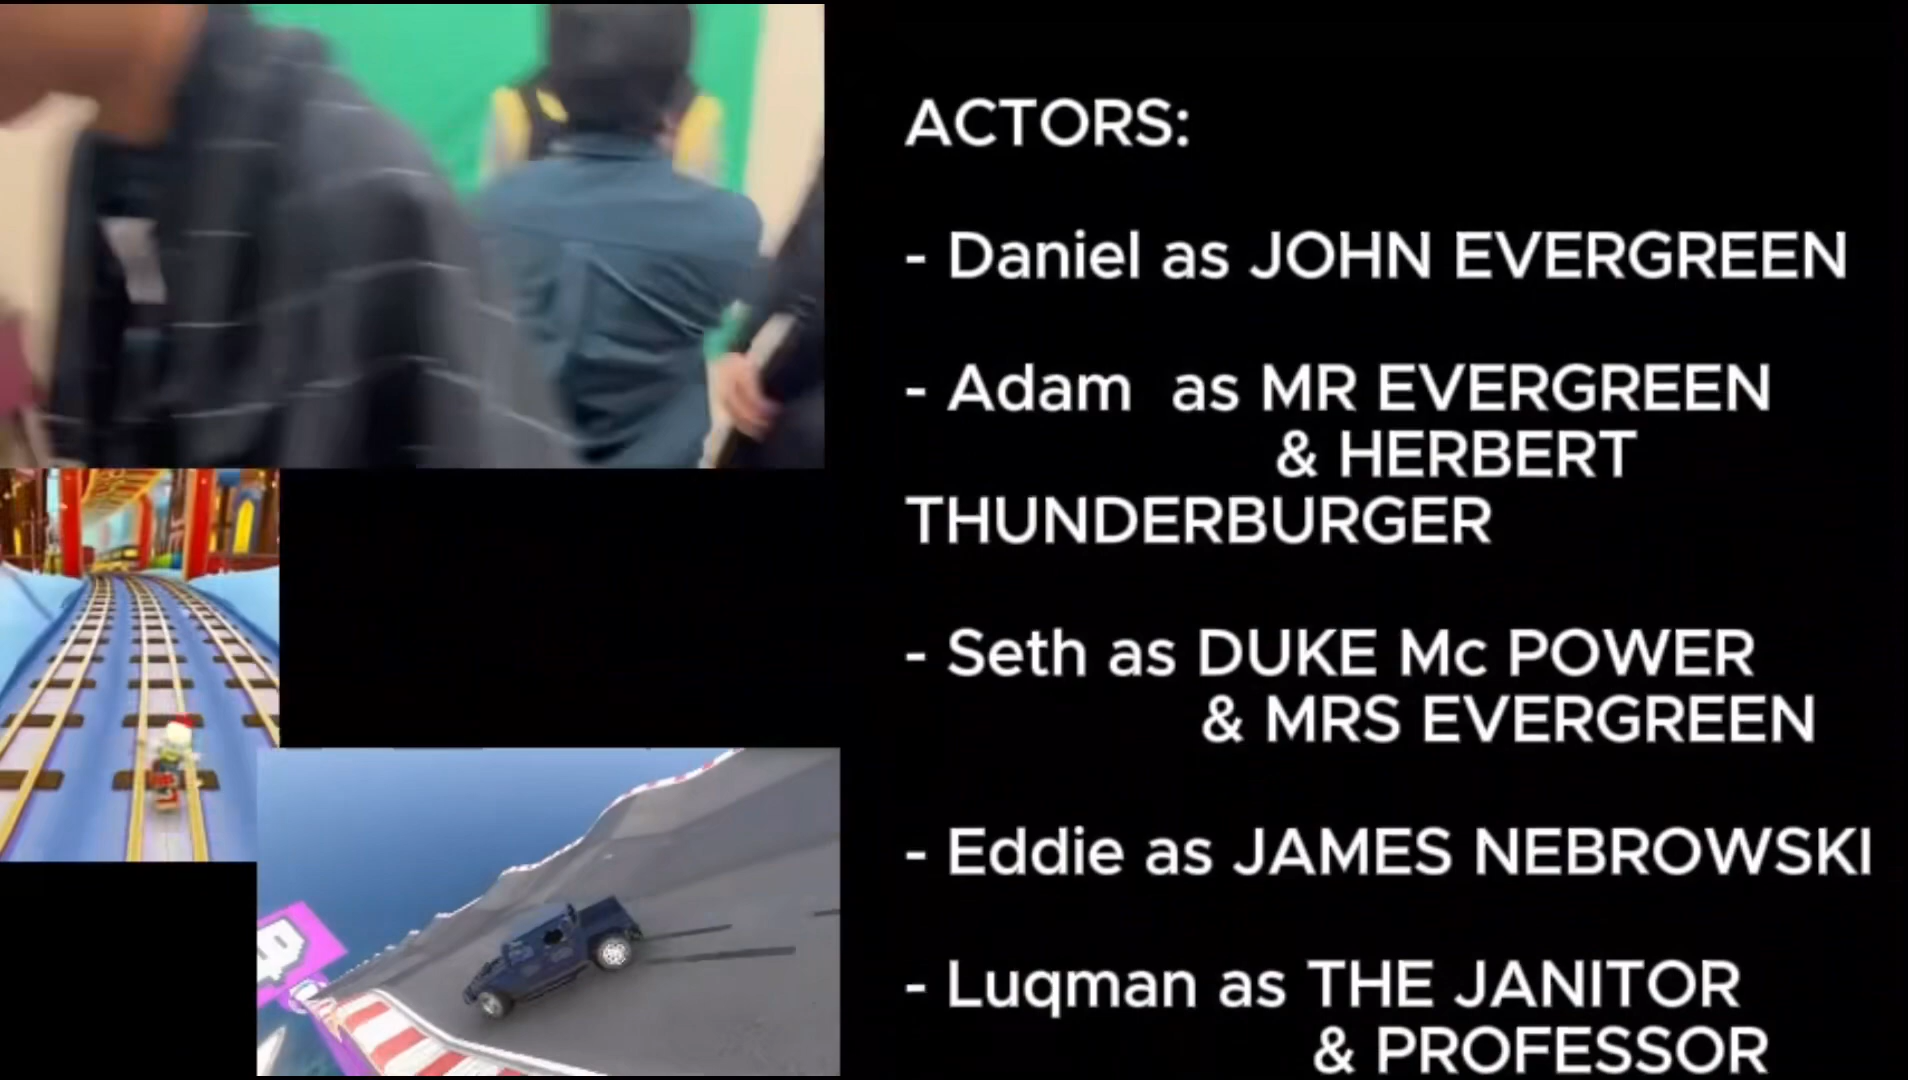 ACTORS:
- Daniel as JOHN EVERGREEN
- Adam as MR EVERGREEN
& HERBERT
THUNDERBURGER
- Seth as DUKE Mc POWER
& MRS EVERGREEN
- Eddie as JAMES NEBROWSKI
- Luqman as THE JANITOR
& PROFESSOR